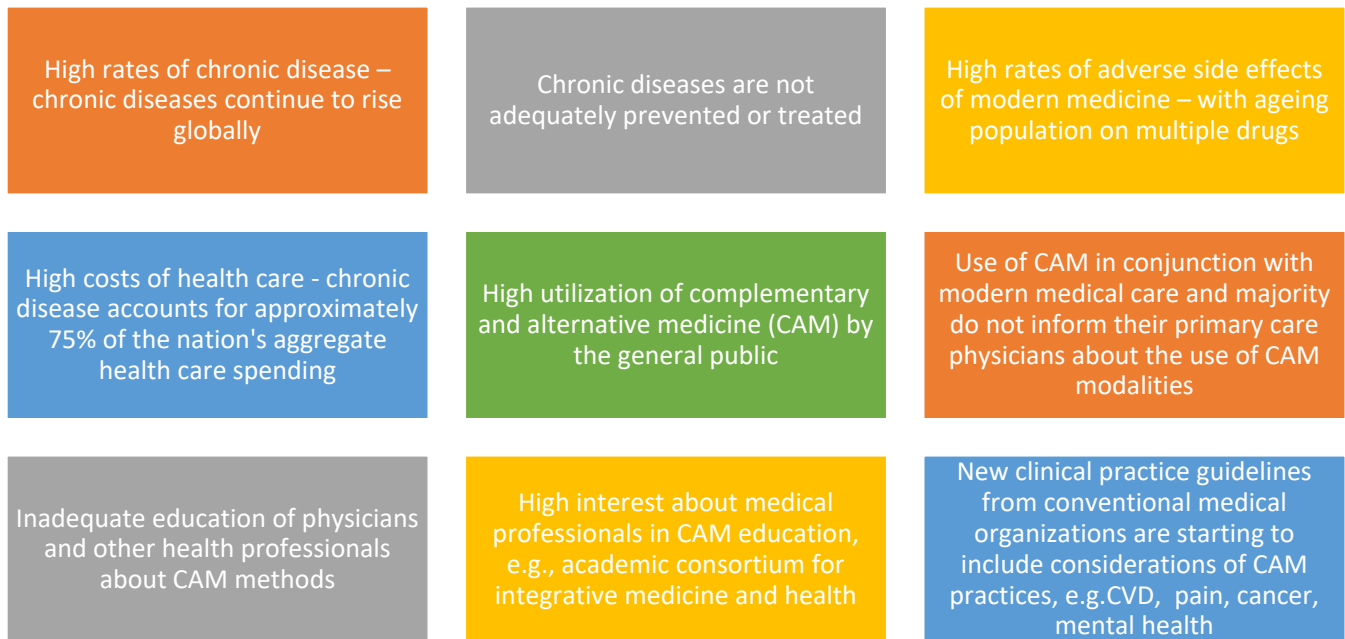 High rates of chronic disease –
chronic diseases continue to rise
globally
Chronic diseases are not
adequately prevented or treated
High rates of adverse side effects
of modern medicine – with ageing
population on multiple drugs
High costs of health care - chronic
disease accounts for approximately
75% of the nation's aggregate
health care spending
High utilization of complementary
and alternative medicine (CAM) by
the general public
Use of CAM in conjunction with
modern medical care and majority
do not inform their primary care
physicians about the use of CAM
modalities
Inadequate education of physicians
and other health professionals
about CAM methods
High interest about medical
professionals in CAM education,
e.g., academic consortium for
integrative medicine and health
New clinical practice guidelines
from conventional medical
organizations are starting to
include considerations of CAM
practices, e.g.CVD, pain, cancer,
mental health